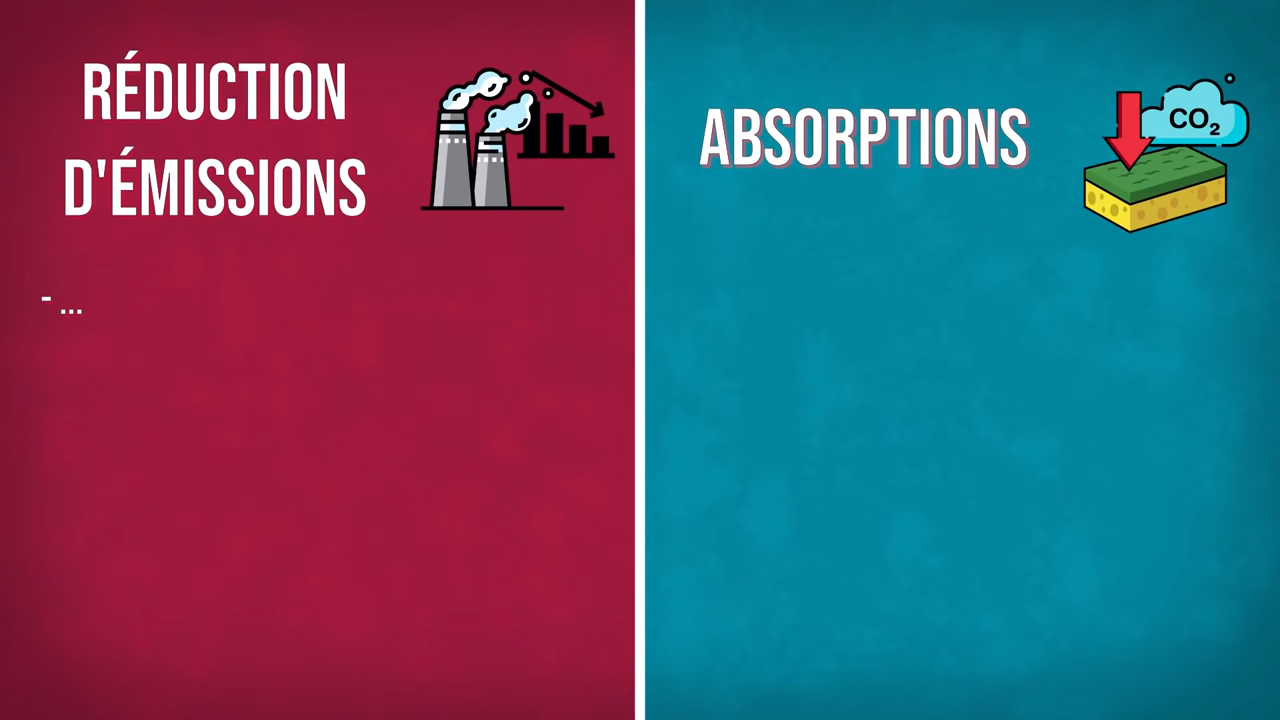 RÉDUCTION
D'ÉMISSIONS
- ...
ABSORPTIONS
CO₂